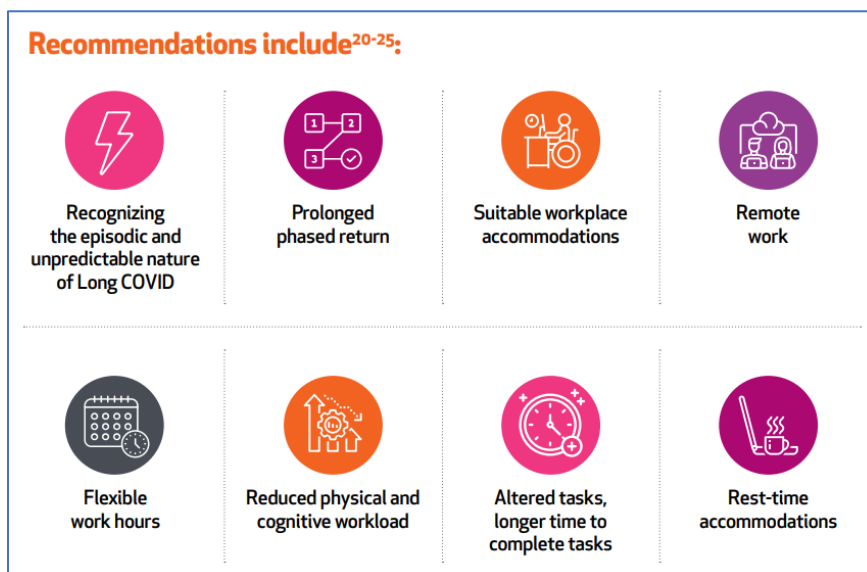 Recommendations include²⁰⁻²⁵:
1 2
3
Recognizing
the episodic and
unpredictable nature
of Long COVID
Prolonged
phased return
Suitable workplace
accommodations
Remote
work
Flexible
work hours
Reduced physical and
cognitive workload
Altered tasks,
longer time to
complete tasks
Rest-time
accommodations